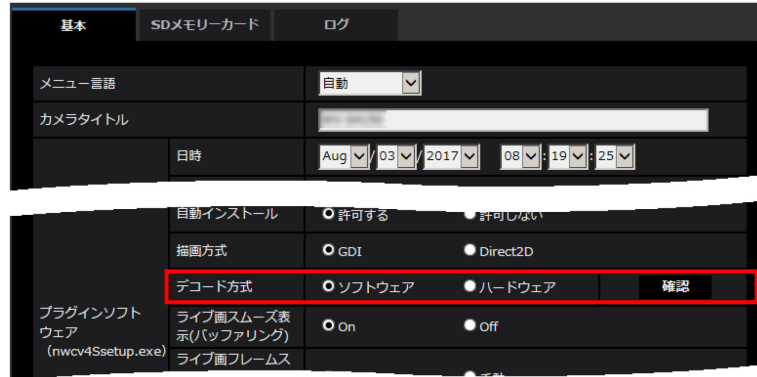 基本 SDメモリーカード ログ
メニュー言語 自動
カメラタイトル
日時 Aug / 03 / 2017 08 : 19 : 25
自動インストール 許可する 許可しない
描画方式 GDI Direct2D
デコード方式 ソフトウェア ハードウェア 確認
プラグインソフト
ウェア
（nwcv4Ssetup.exe）
ライブ画スムーズ表
示(バッファリング) On Off
ライブ画フレームス